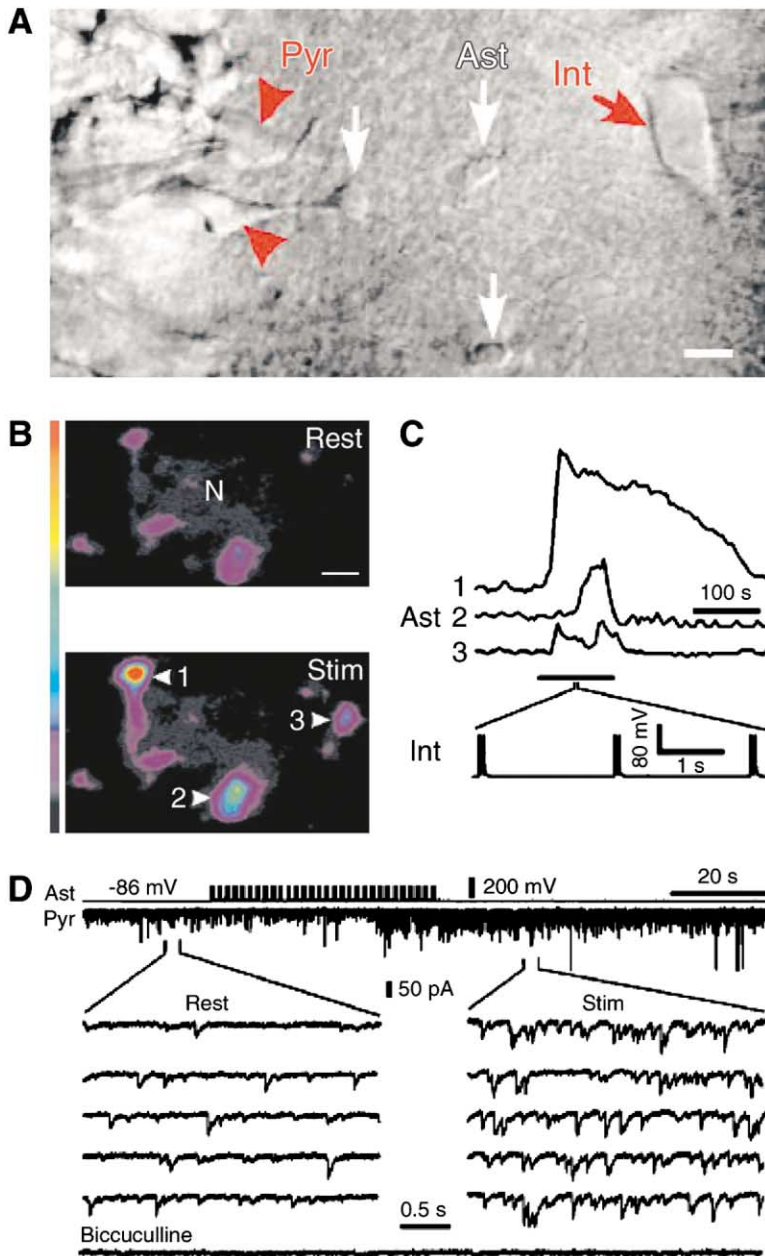 A
Pyr
Ast
Int
B
Rest
N
Stim
1
2
3
C
1
Ast 2
3
100 s
Int
80 mV
1 s
D
Ast
-86 mV
200 mV
20 s
Pyr
50 pA
Rest
Stim
0.5 s
Biccuculline